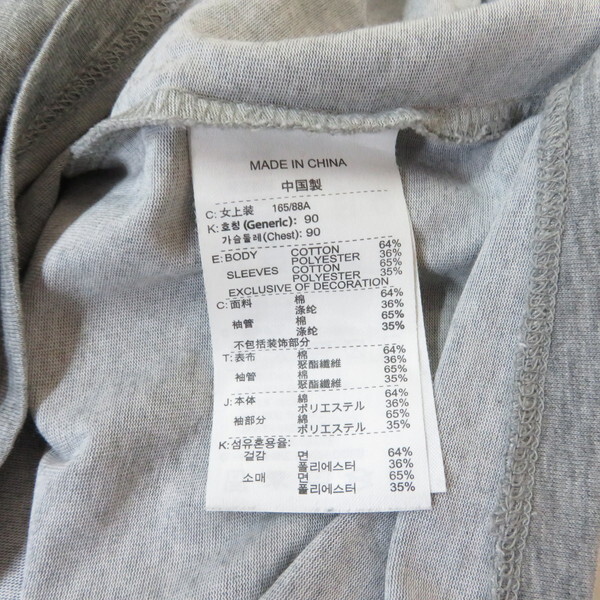 MADE IN CHINA
中国製
C: 女上装 165/88A
K: 호칭 (Generic): 90
가슴둘레(Chest): 90
E: BODY COTTON 64%
POLYESTER 36%
SLEEVES COTTON 65%
POLYESTER 35%
EXCLUSIVE OF DECORATION
C: 面料 棉 64%
涤纶 36%
袖管 棉 65%
涤纶 35%
不包括装饰部分
T: 表布 棉 64%
聚酯纖維 36%
袖管 棉 65%
聚酯纖維 35%
J: 本体 綿 64%
ポリエステル 36%
袖部分 綿 65%
ポリエステル 35%
K: 섬유혼용율:
겉감 면 64%
폴리에스터 36%
소매 면 65%
폴리에스터 35%